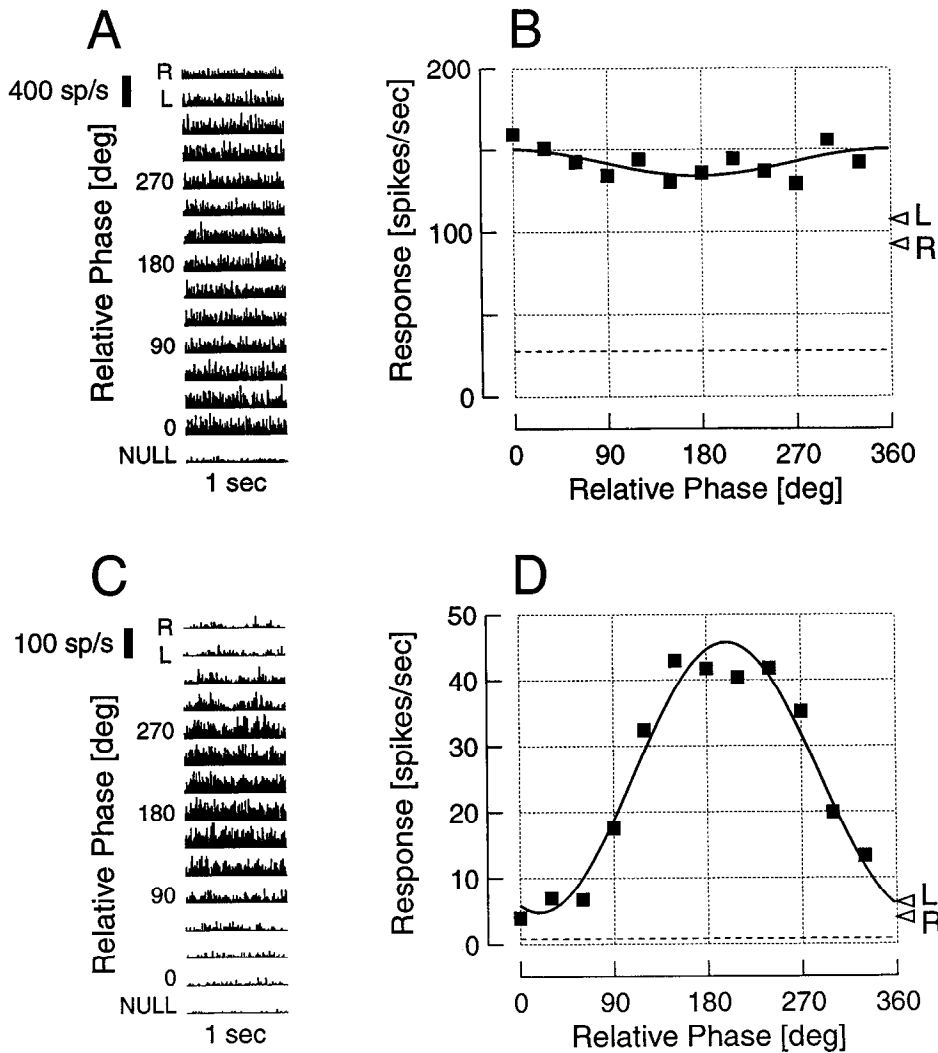 A
R
400 sp/s
L
Relative Phase [deg]
270
180
90
0
NULL
1 sec
B
200
100
0
Response [spikes/sec]
L
R
0 90 180 270 360
Relative Phase [deg]
C
R
100 sp/s
L
Relative Phase [deg]
270
180
90
0
NULL
1 sec
D
50
40
30
20
10
0
Response [spikes/sec]
L
R
0 90 180 270 360
Relative Phase [deg]